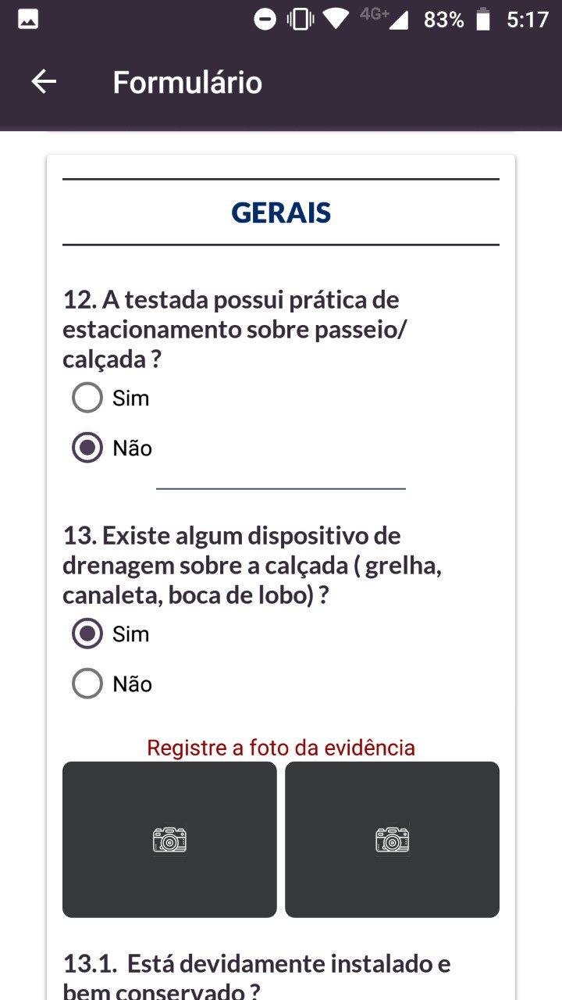 4G+ 83% 5:17
Formulário
GERAIS
12. A testada possui prática de
estacionamento sobre passeio/
calçada ?
Sim
Não
13. Existe algum dispositivo de
drenagem sobre a calçada ( grelha,
canaleta, boca de lobo) ?
Sim
Não
Registre a foto da evidência
13.1. Está devidamente instalado e
bem conservado ?